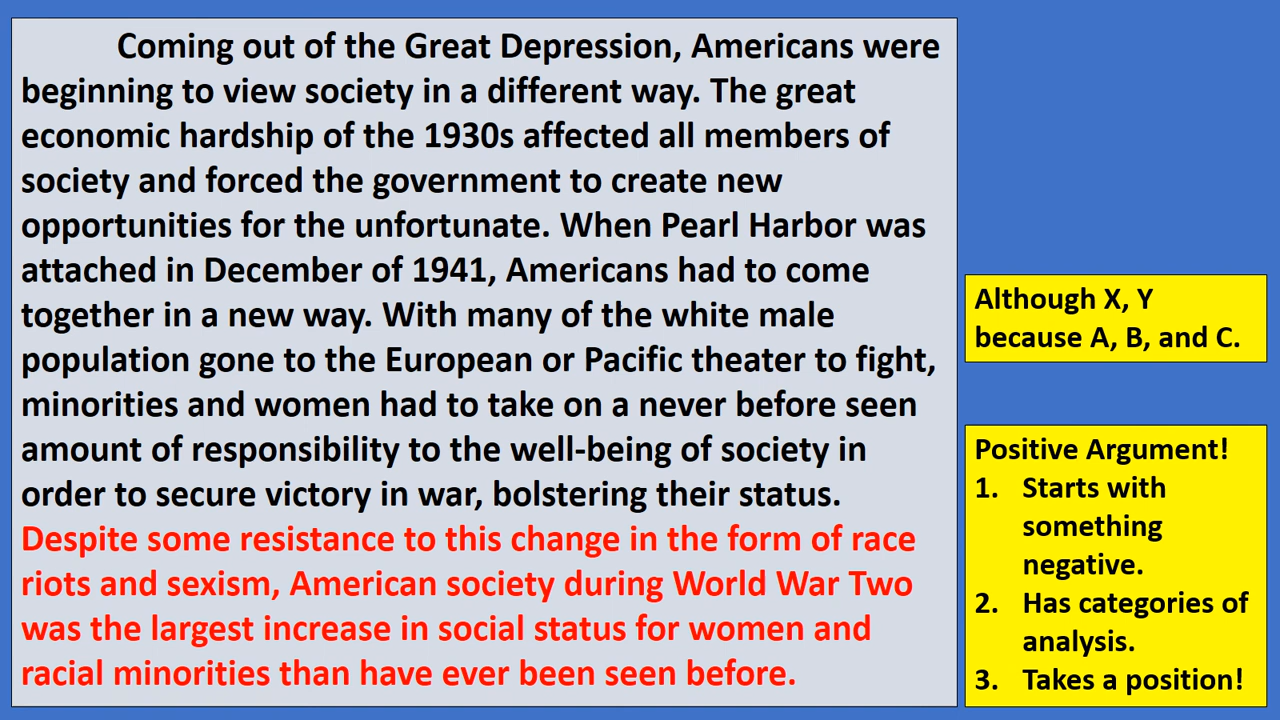 Coming out of the Great Depression, Americans were
beginning to view society in a different way. The great
economic hardship of the 1930s affected all members of
society and forced the government to create new
opportunities for the unfortunate. When Pearl Harbor was
attached in December of 1941, Americans had to come
together in a new way. With many of the white male
population gone to the European or Pacific theater to fight,
minorities and women had to take on a never before seen
amount of responsibility to the well-being of society in
order to secure victory in war, bolstering their status.
Despite some resistance to this change in the form of race
riots and sexism, American society during World War Two
was the largest increase in social status for women and
racial minorities than have ever been seen before.
Although X, Y
because A, B, and C.
Positive Argument!
1. Starts with
something
negative.
2. Has categories of
analysis.
3. Takes a position!